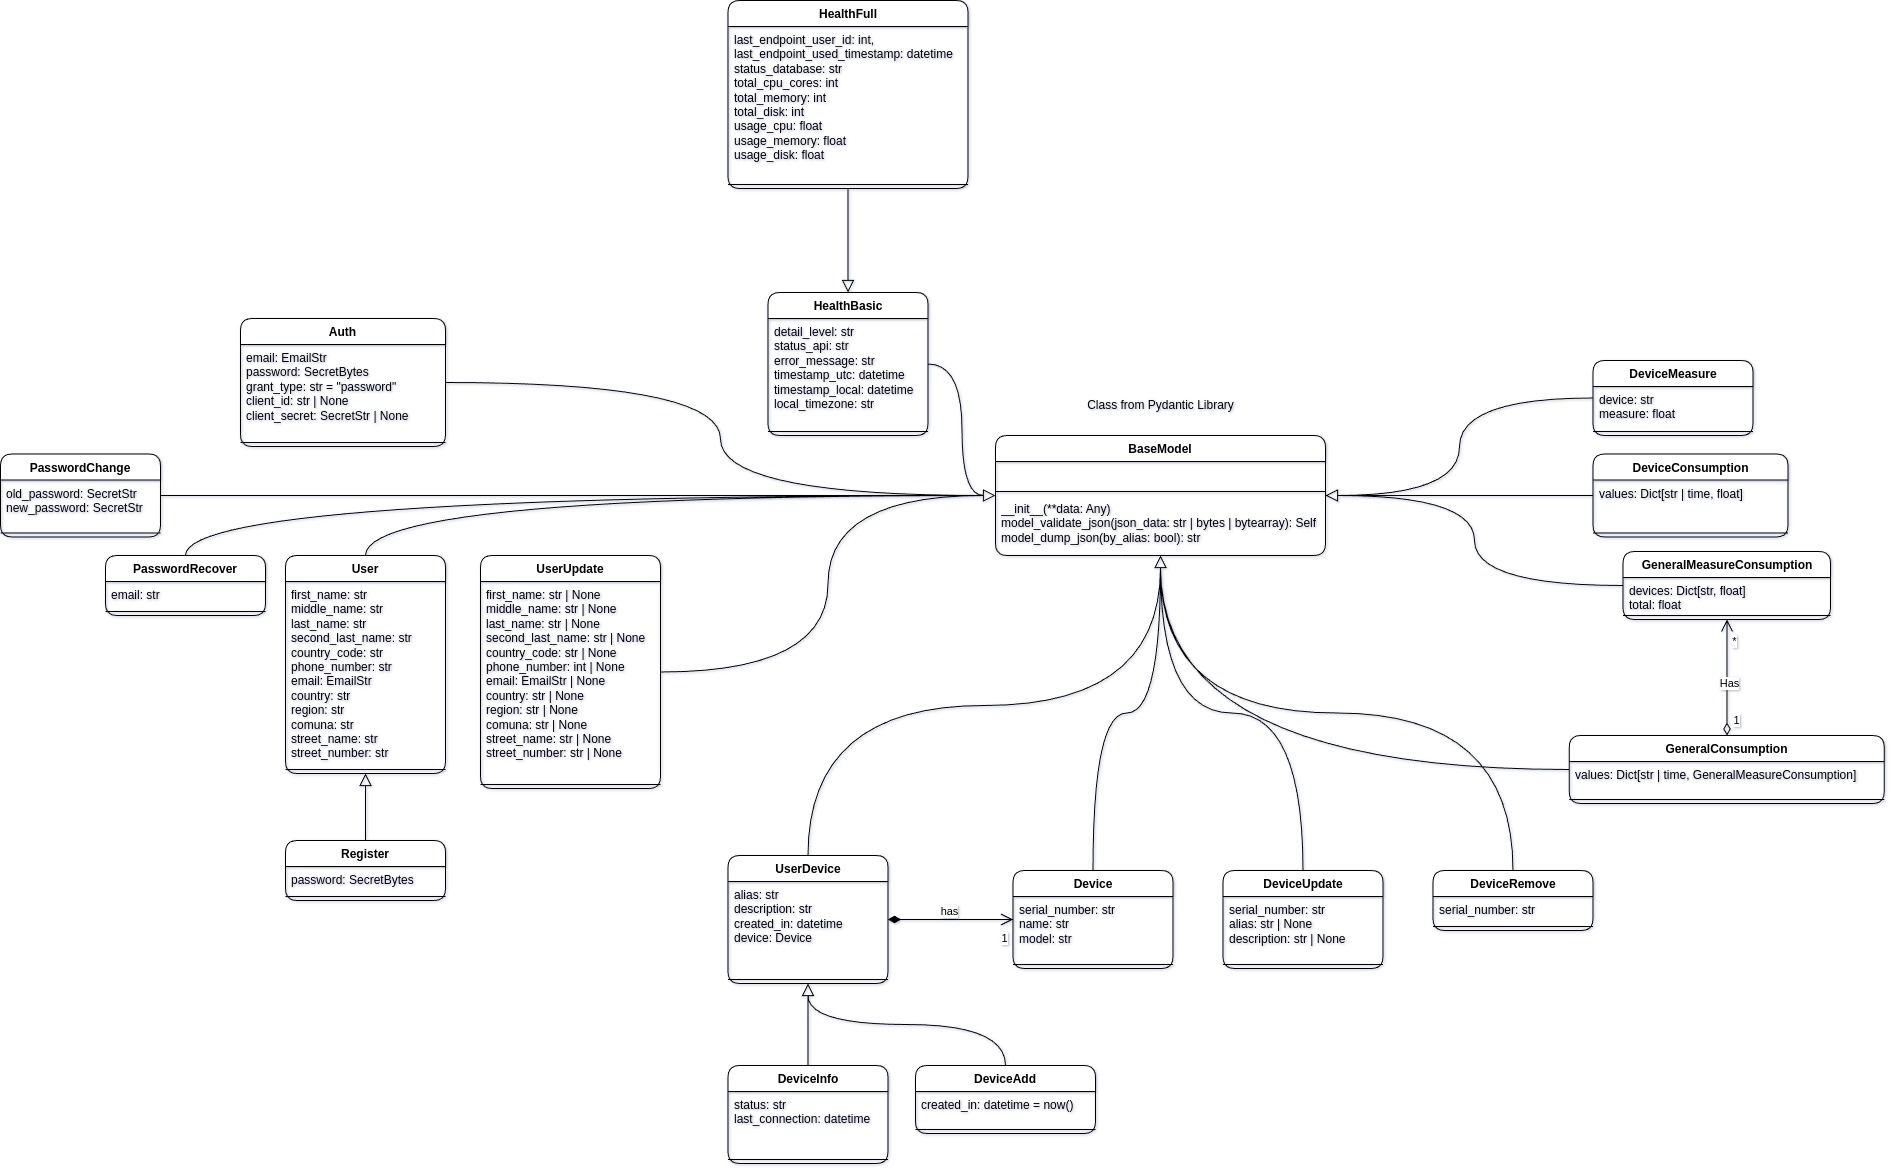 HealthFull
last_endpoint_user_id: int,
last_endpoint_used_timestamp: datetime
status_database: str
total_cpu_cores: int
total_memory: int
total_disk: int
usage_cpu: float
usage_memory: float
usage_disk: float
HealthBasic
detail_level: str
status_api: str
error_message: str
timestamp_utc: datetime
timestamp_local: datetime
local_timezone: str
Auth
email: EmailStr
password: SecretBytes
grant_type: str = "password"
client_id: str | None
client_secret: SecretStr | None
Class from Pydantic Library
BaseModel
__init__(**data: Any)
model_validate_json(json_data: str | bytes | bytearray): Self
model_dump_json(by_alias: bool): str
DeviceMeasure
device: str
measure: float
PasswordChange
old_password: SecretStr
new_password: SecretStr
DeviceConsumption
values: Dict[str | time, float]
PasswordRecover
email: str
User
first_name: str
middle_name: str
last_name: str
second_last_name: str
country_code: str
phone_number: str
email: EmailStr
country: str
region: str
comuna: str
street_name: str
street_number: str
UserUpdate
first_name: str | None
middle_name: str | None
last_name: str | None
second_last_name: str | None
country_code: str | None
phone_number: int | None
email: EmailStr | None
country: str | None
region: str | None
comuna: str | None
street_name: str | None
street_number: str | None
GeneralMeasureConsumption
devices: Dict[str, float]
total: float
*
Has
1
GeneralConsumption
values: Dict[str | time, GeneralMeasureConsumption]
Register
password: SecretBytes
UserDevice
alias: str
description: str
created_in: datetime
device: Device
has
1
Device
serial_number: str
name: str
model: str
DeviceUpdate
serial_number: str
alias: str | None
description: str | None
DeviceRemove
serial_number: str
DeviceInfo
status: str
last_connection: datetime
DeviceAdd
created_in: datetime = now()